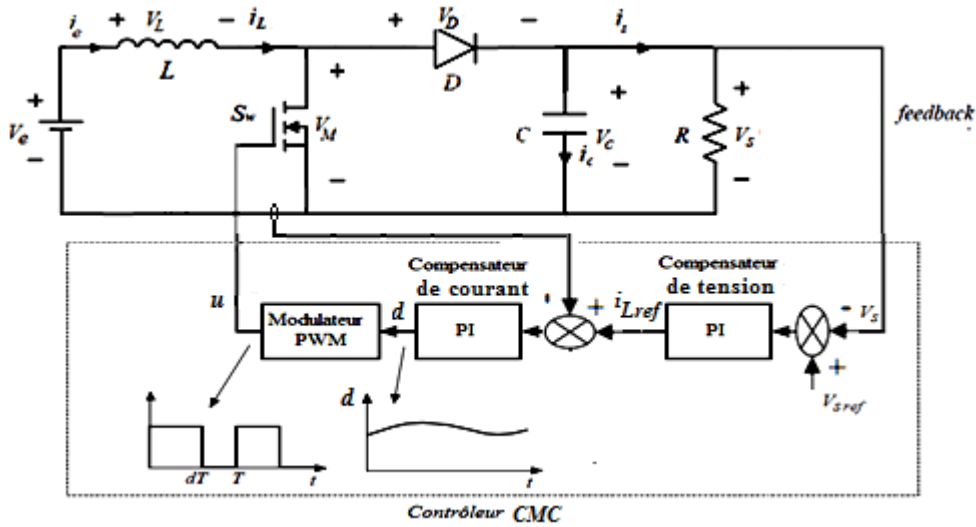 i_e + V_L - i_L + V_D - i_s
L
D
+
V_e
-
S_w
+
V_M
-
C
+
V_C
i_c
-
R
+
V_S
-
feedback
Compensateur
de courant
Compensateur
de tension
u
Modulateur
PWM
d
PI
+
i_Lref
PI
- V_S
+
V_Sref
dT T t
d
t
Contrôleur CMC